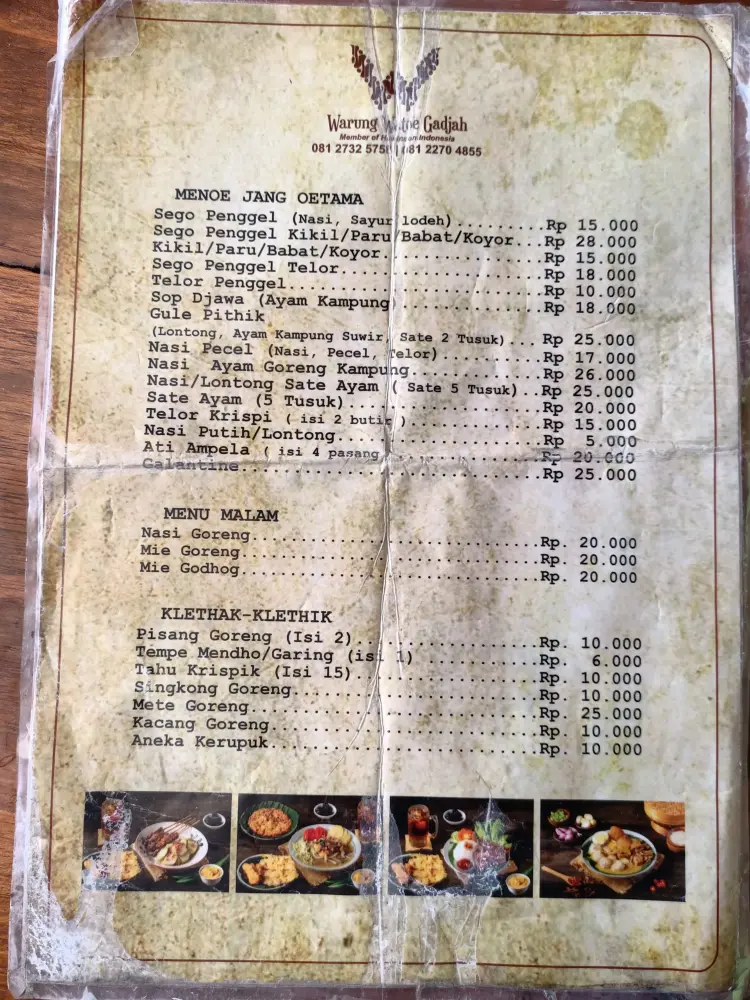 Warung Gadjah
Member of Indonesia
081 2732 575 | 081 2270 4855
MENOE JANG OETAMA
Sego Penggel (Nasi, Sayur lodeh).........Rp 15.000
Sego Penggel Kikil/Paru/Babat/Koyor...Rp 28.000
Kikil/Paru/Babat/Koyor................Rp 15.000
Sego Penggel Telor....................Rp 18.000
Telor Penggel.........................Rp 10.000
Sop Djawa (Ayam Kampung)..............Rp 18.000
Gule Pithik
(Lontong, Ayam Kampung Suwir, Sate 2 Tusuk)...Rp 25.000
Nasi Pecel (Nasi, Pecel, Telor)..........Rp 17.000
Nasi Ayam Goreng Kampung.............Rp 26.000
Nasi/Lontong Sate Ayam ( Sate 5 Tusuk)..Rp 25.000
Sate Ayam (5 Tusuk)...................Rp 20.000
Telor Krispi ( isi 2 butir )..............Rp 15.000
Nasi Putih/Lontong....................Rp 5.000
Ati Ampela ( isi 4 pasang ...............Rp 20.000
Galantine.............................Rp 25.000
MENU MALAM
Nasi Goreng............................Rp. 20.000
Mie Goreng.............................Rp. 20.000
Mie Godhog.............................Rp. 20.000
KLETHAK-KLETHIK
Pisang Goreng (Isi 2)..................Rp. 10.000
Tempe Mendho/Garing (isi 1) ............Rp. 6.000
Tahu Krispik (Isi 15)..................Rp. 10.000
Singkong Goreng........................Rp. 10.000
Mete Goreng............................Rp. 25.000
Kacang Goreng..........................Rp. 10.000
Aneka Kerupuk..........................Rp. 10.000